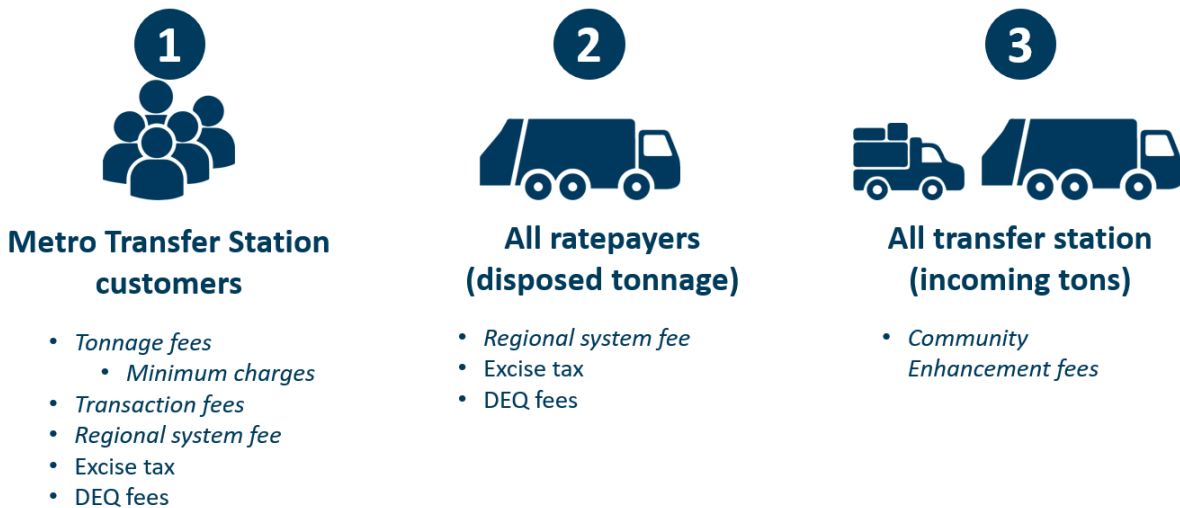 1
Metro Transfer Station
customers
• Tonnage fees
• Minimum charges
• Transaction fees
• Regional system fee
• Excise tax
• DEQ fees
2
All ratepayers
(disposed tonnage)
• Regional system fee
• Excise tax
• DEQ fees
3
All transfer station
(incoming tons)
• Community
Enhancement fees